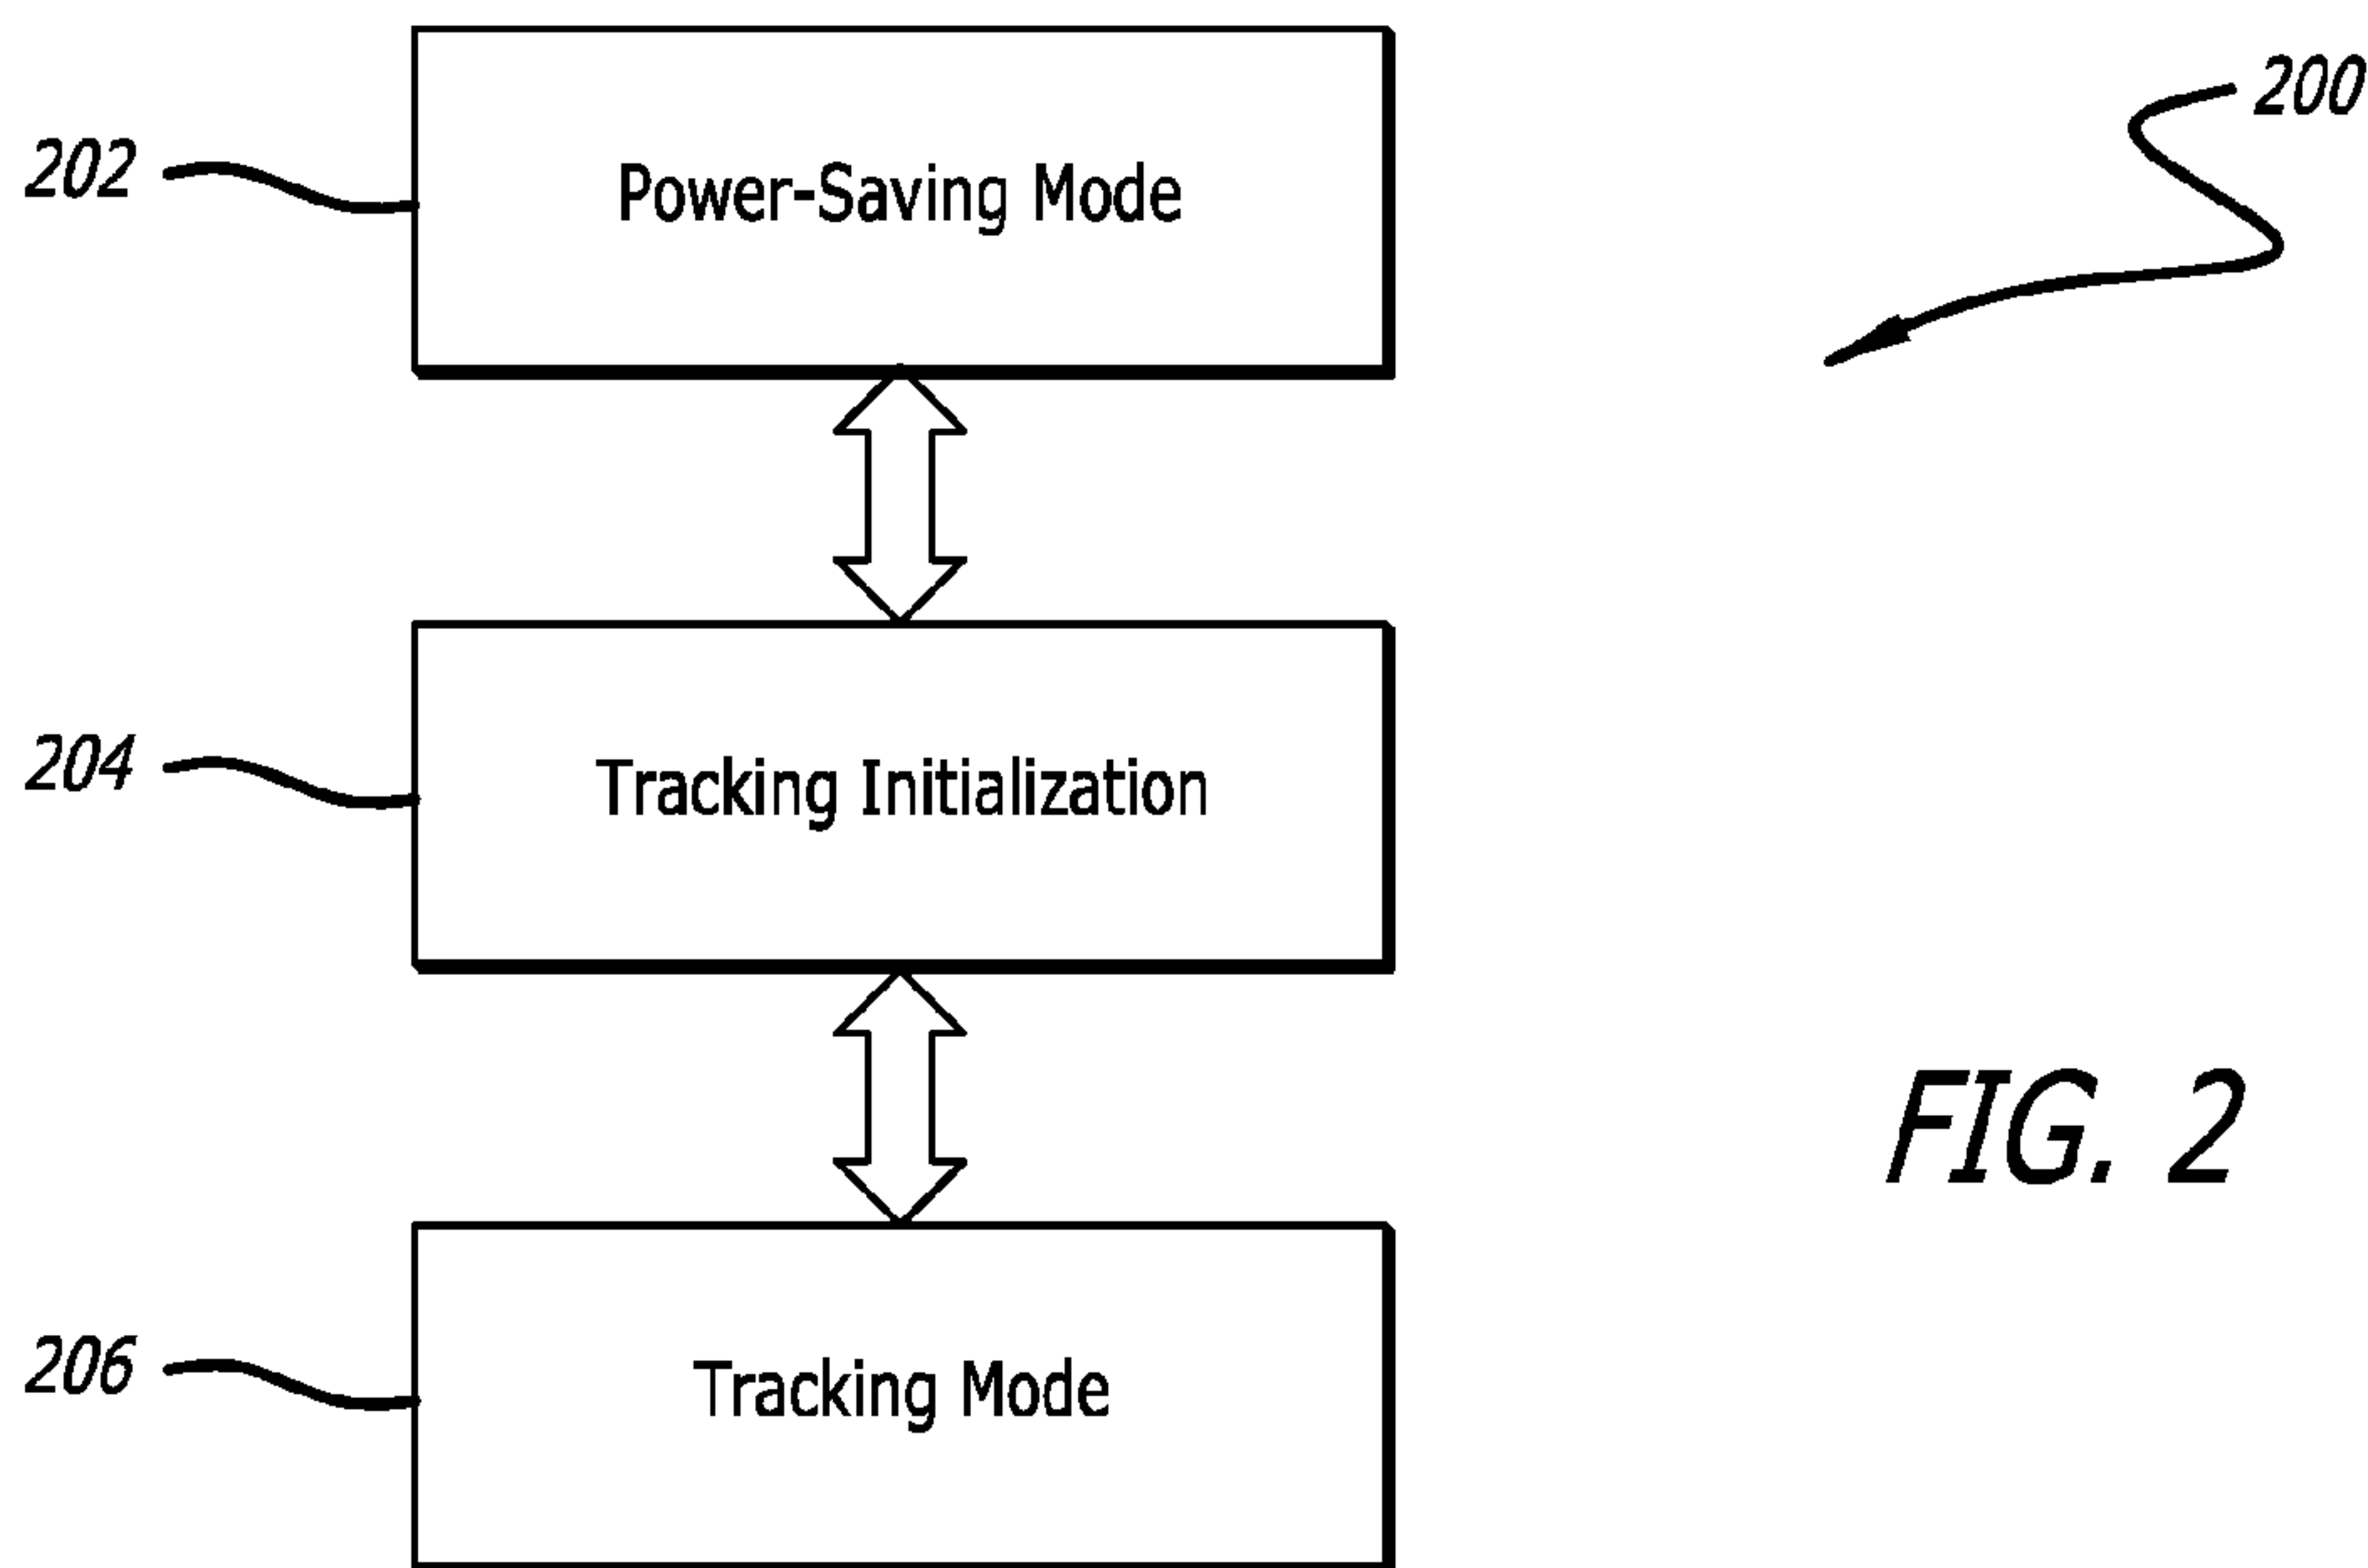 200
202
Power-Saving Mode
204
Tracking Initialization
FIG. 2
206
Tracking Mode